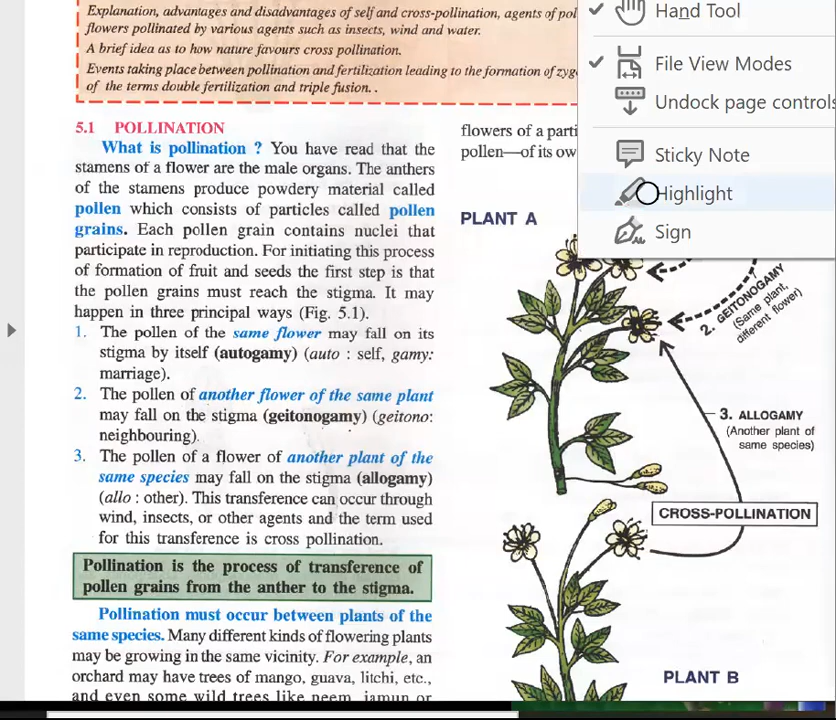 Explanation, advantages and disadvantages of self and cross-pollination, agents of pol
flowers pollinated by various agents such as insects, wind and water.
A brief idea as to how nature favours cross pollination.
Events taking place between pollination and fertilization leading to the formation of zyg
of the terms double fertilization and triple fusion. .
Hand Tool
File View Modes
Undock page controls
Sticky Note
Highlight
Sign
5.1 POLLINATION
What is pollination ? You have read that the
stamens of a flower are the male organs. The anthers
of the stamens produce powdery material called
pollen which consists of particles called pollen
grains. Each pollen grain contains nuclei that
participate in reproduction. For initiating this process
of formation of fruit and seeds the first step is that
the pollen grains must reach the stigma. It may
happen in three principal ways (Fig. 5.1).
1. The pollen of the same flower may fall on its
stigma by itself (autogamy) (auto : self, gamy:
marriage).
2. The pollen of another flower of the same plant
may fall on the stigma (geitonogamy) (geitono:
neighbouring).
3. The pollen of a flower of another plant of the
same species may fall on the stigma (allogamy)
(allo : other). This transference can occur through
wind, insects, or other agents and the term used
for this transference is cross pollination.
Pollination is the process of transference of
pollen grains from the anther to the stigma.
Pollination must occur between plants of the
same species. Many different kinds of flowering plants
may be growing in the same vicinity. For example, an
orchard may have trees of mango, guava, litchi, etc.,
and even some wild trees like neem, jamun or
flowers of a parti
pollen—of its ow
PLANT A
2. GEITONOGAMY
(Same plant,
different flower)
3. ALLOGAMY
(Another plant of
same species)
CROSS-POLLINATION
PLANT B